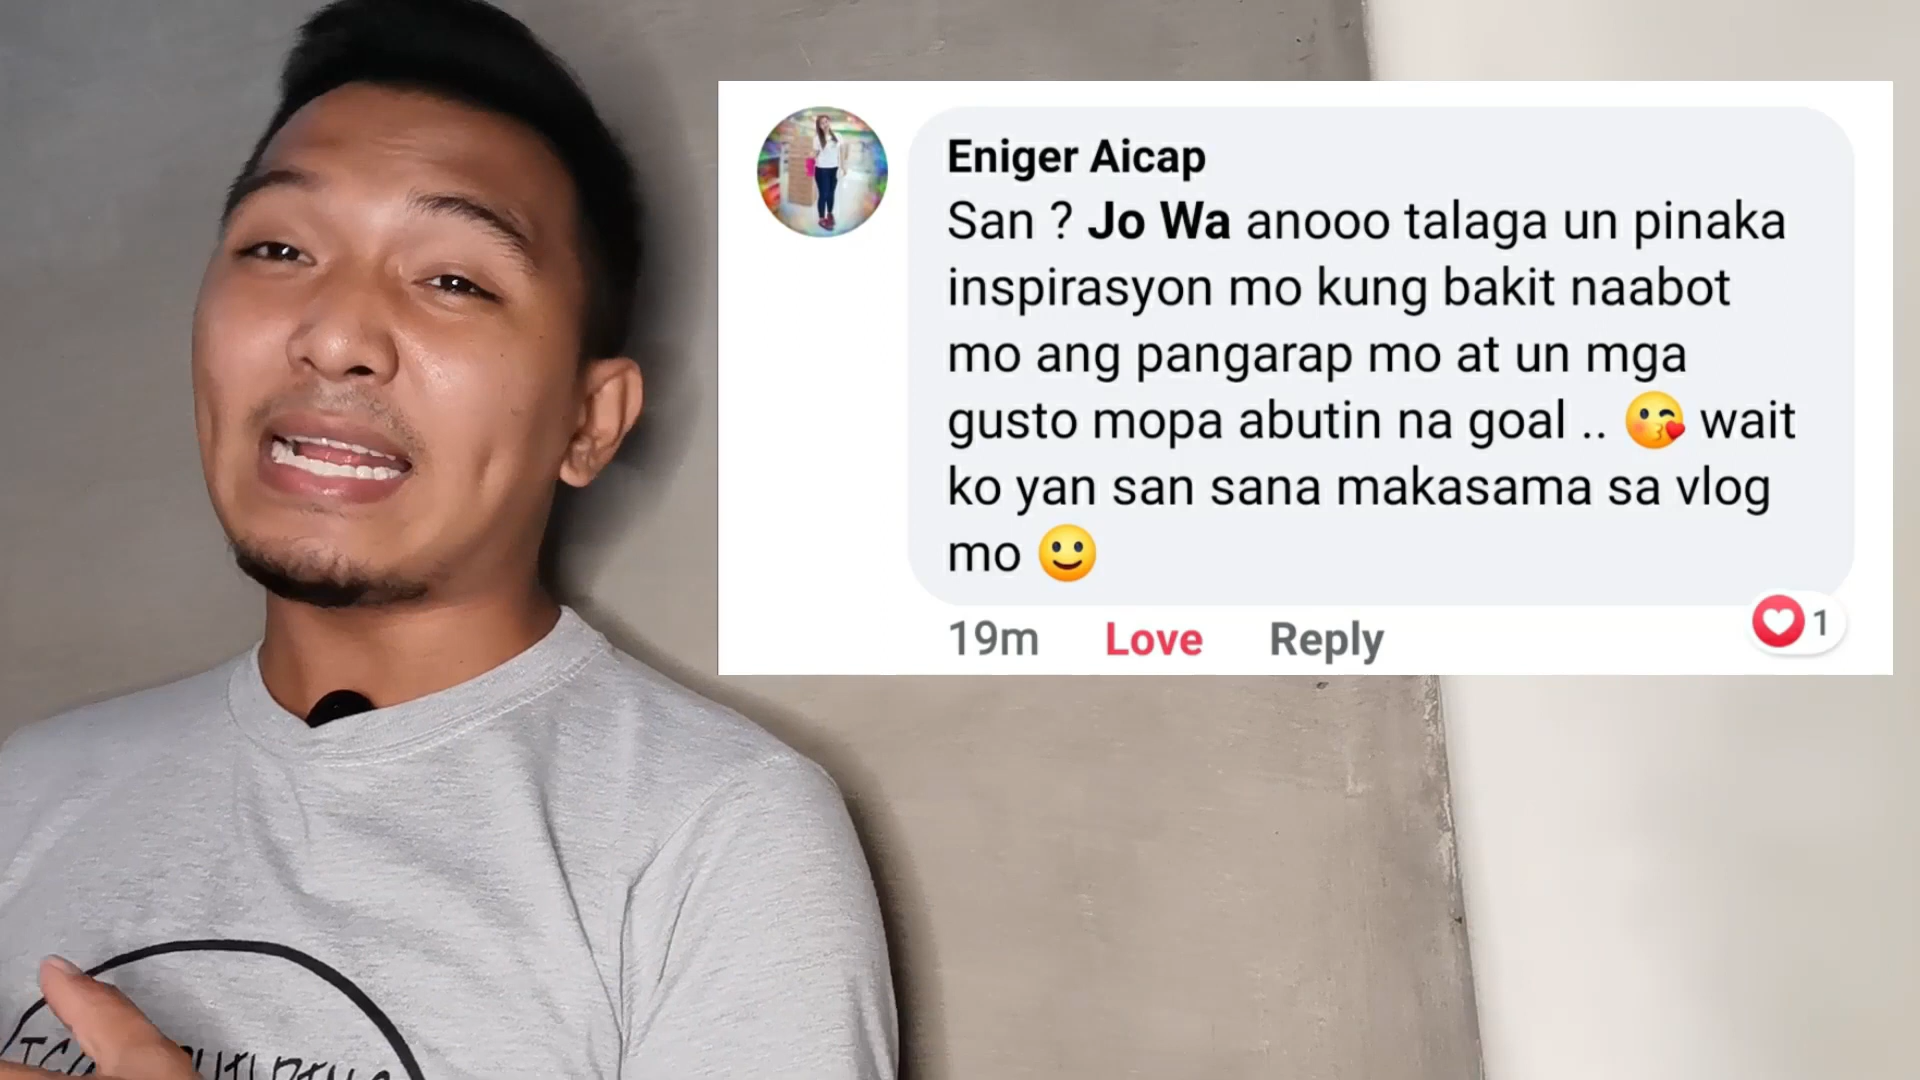 Eniger Aicap
San ? Jo Wa anooo talaga un pinaka
inspirasyon mo kung bakit naabot
mo ang pangarap mo at un mga
gusto mopa abutin na goal .. 😘 wait
ko yan san sana makasama sa vlog
mo 🙂
19m Love Reply 1